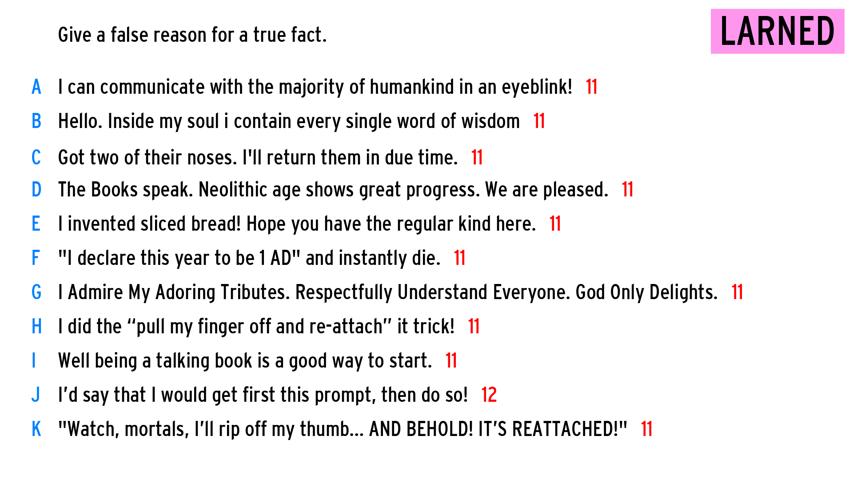 Give a false reason for a true fact.
LARNED
A I can communicate with the majority of humankind in an eyeblink! 11
B Hello. Inside my soul i contain every single word of wisdom 11
C Got two of their noses. I'll return them in due time. 11
D The Books speak. Neolithic age shows great progress. We are pleased. 11
E I invented sliced bread! Hope you have the regular kind here. 11
F "I declare this year to be 1 AD" and instantly die. 11
G I Admire My Adoring Tributes. Respectfully Understand Everyone. God Only Delights. 11
H I did the “pull my finger off and re-attach” it trick! 11
I Well being a talking book is a good way to start. 11
J I’d say that I would get first this prompt, then do so! 12
K "Watch, mortals, I’ll rip off my thumb... AND BEHOLD! IT’S REATTACHED!" 11